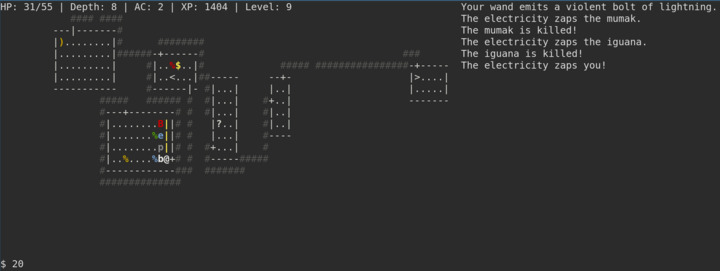 HP: 31/55 | Depth: 8 | AC: 2 | XP: 1404 | Level: 9
Your wand emits a violent bolt of lightning.
The electricity zaps the mumak.
The mumak is killed!
The electricity zaps the iguana.
The iguana is killed!
The electricity zaps you!
$ 20